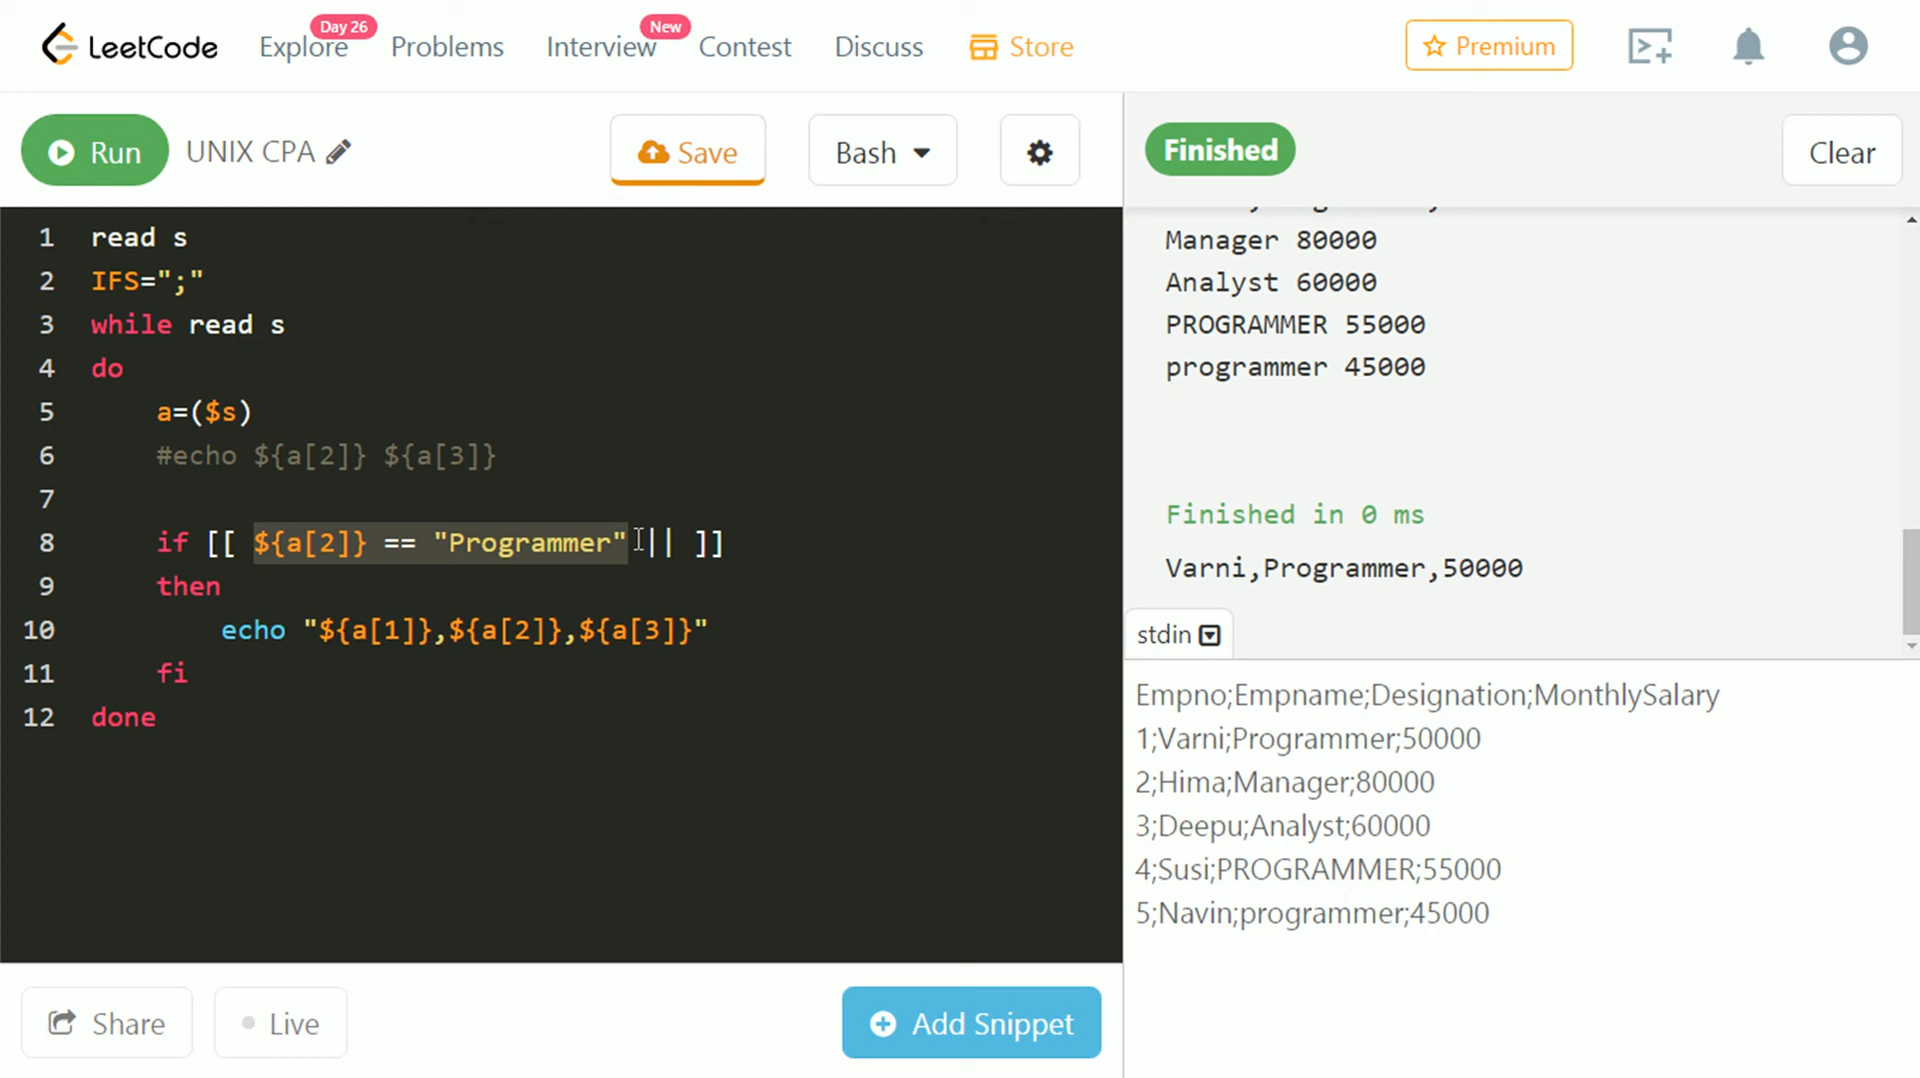 LeetCode Explore Day 26 Problems Interview New Contest Discuss Store Premium
Run UNIX CPA Save Bash Finished Clear
1 read s
2 IFS=";"
3 while read s
4 do
5 a=($s)
6 #echo ${a[2]} ${a[3]}
7
8 if [[ ${a[2]} == "Programmer" || ]]
9 then
10 echo "${a[1]},${a[2]},${a[3]}"
11 fi
12 done
Manager 80000
Analyst 60000
PROGRAMMER 55000
programmer 45000
Finished in 0 ms
Varni,Programmer,50000
stdin
Empno;Empname;Designation;MonthlySalary
1;Varni;Programmer;50000
2;Hima;Manager;80000
3;Deepu;Analyst;60000
4;Susi;PROGRAMMER;55000
5;Navin;programmer;45000
Share Live Add Snippet